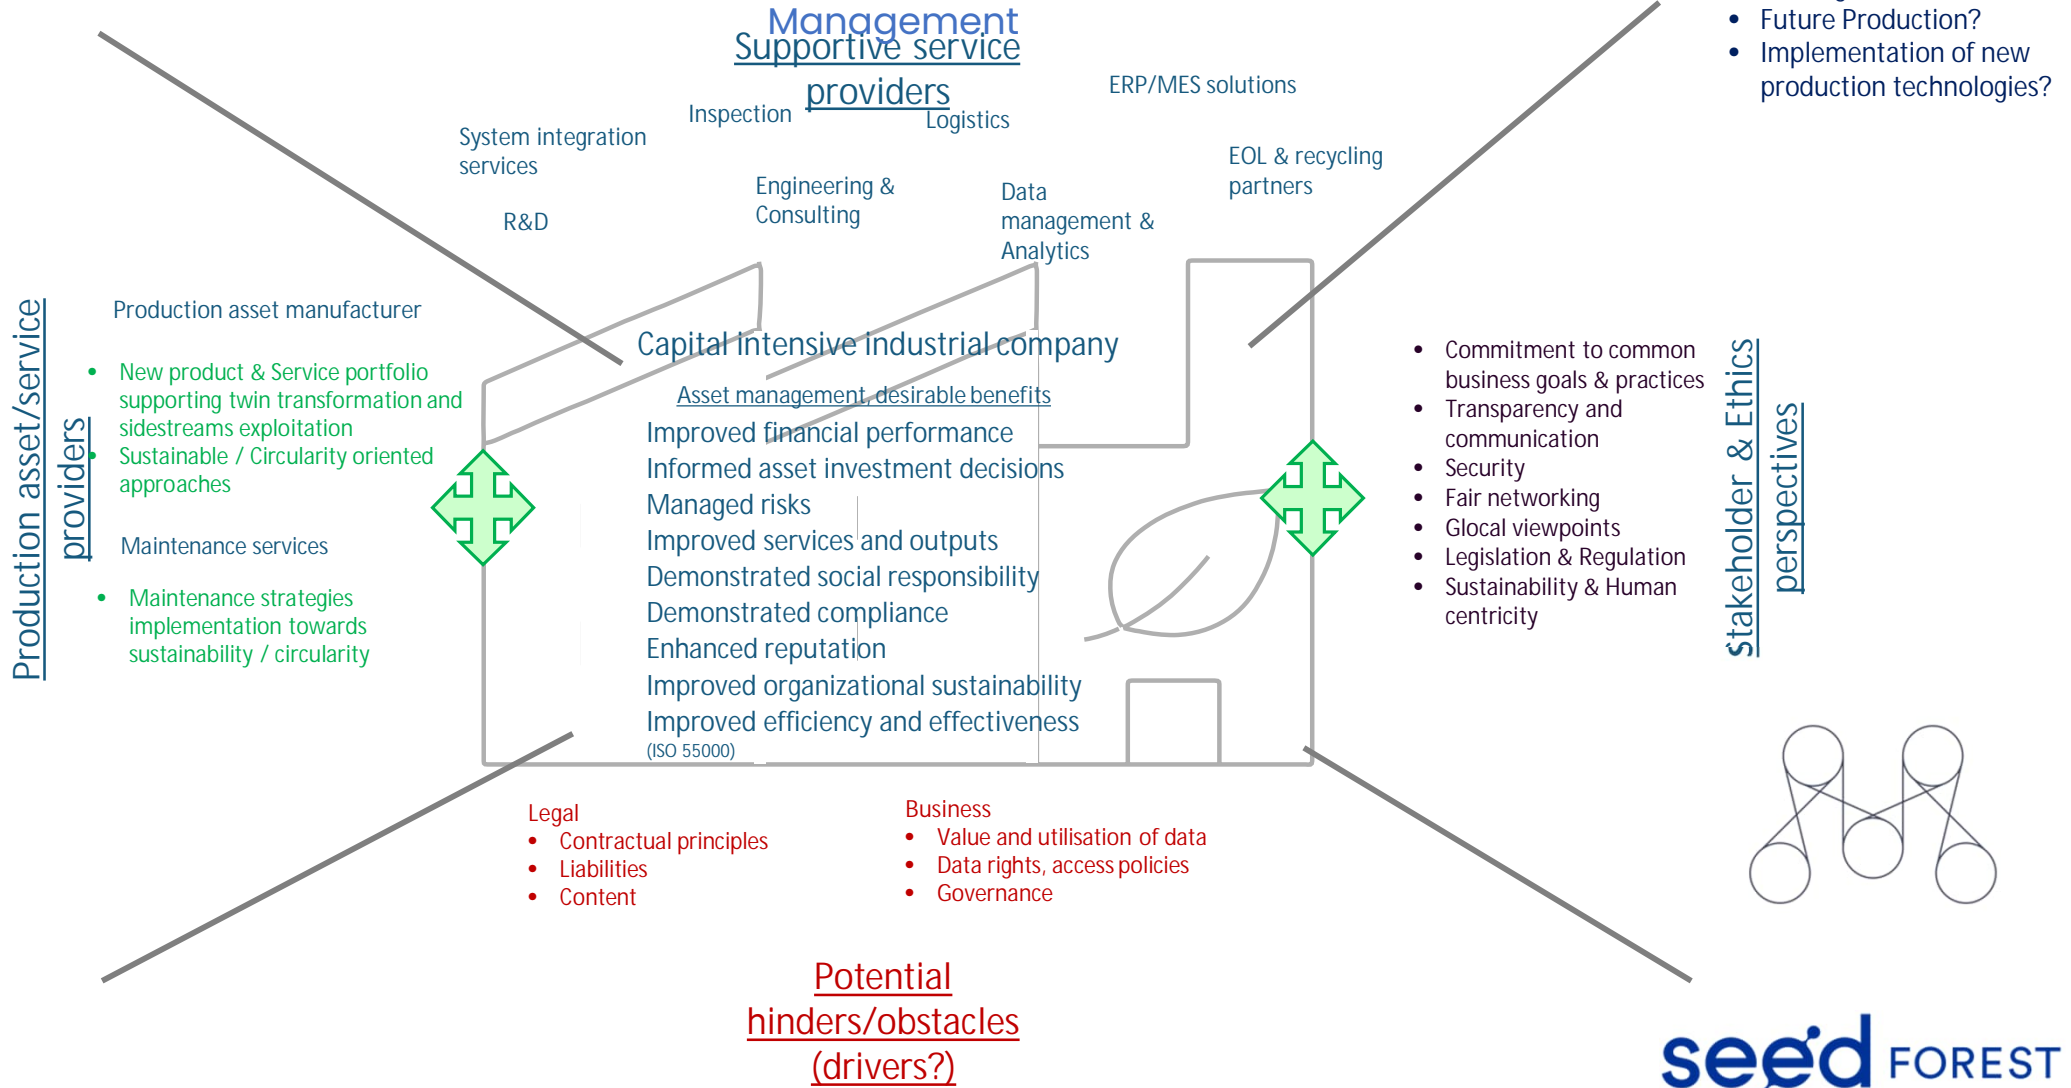 Management
Supportive service
providers
• Future Production?
• Implementation of new
production technologies?
ERP/MES solutions
Inspection
Logistics
System integration
services
EOL & recycling
partners
Engineering &
Consulting
Data
management &
Analytics
R&D
Production asset/service
providers
Production asset manufacturer
• New product & Service portfolio
supporting twin transformation and
sidestreams exploitation
• Sustainable / Circularity oriented
approaches
Maintenance services
• Maintenance strategies
implementation towards
sustainability / circularity
Capital intensive industrial company
Asset management, desirable benefits
Improved financial performance
Informed asset investment decisions
Managed risks
Improved services and outputs
Demonstrated social responsibility
Demonstrated compliance
Enhanced reputation
Improved organizational sustainability
Improved efficiency and effectiveness
(ISO 55000)
• Commitment to common
business goals & practices
• Transparency and
communication
• Security
• Fair networking
• Glocal viewpoints
• Legislation & Regulation
• Sustainability & Human
centricity
Stakeholder & Ethics
perspectives
Legal
• Contractual principles
• Liabilities
• Content
Business
• Value and utilisation of data
• Data rights, access policies
• Governance
Potential
hinders/obstacles
(drivers?)
seed FOREST